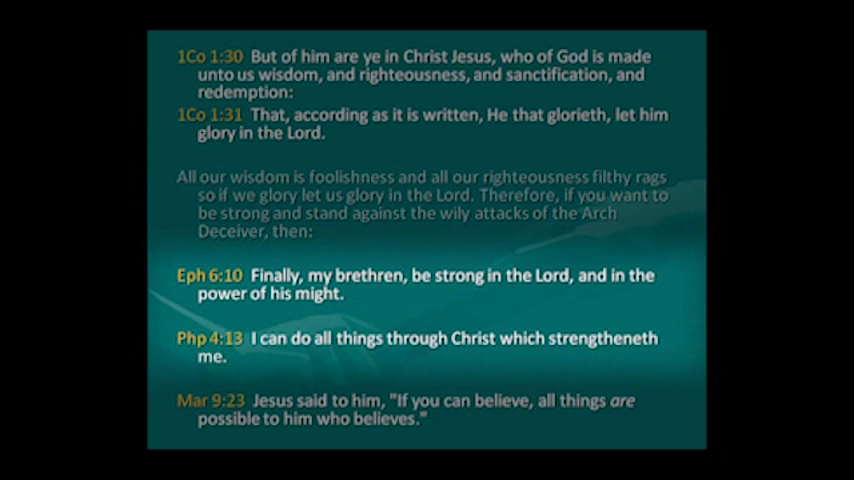 1Co 1:30 But of him are ye in Christ Jesus, who of God is made
unto us wisdom, and righteousness, and sanctification, and
redemption:
1Co 1:31 That, according as it is written, He that glorieth, let him
glory in the Lord.
All our wisdom is foolishness and all our righteousness filthy rags
so if we glory let us glory in the Lord. Therefore, if you want to
be strong and stand against the wily attacks of the Arch
Deceiver, then:
Eph 6:10 Finally, my brethren, be strong in the Lord, and in the
power of his might.
Php 4:13 I can do all things through Christ which strengtheneth
me.
Mar 9:23 Jesus said to him, "If you can believe, all things are
possible to him who believes."